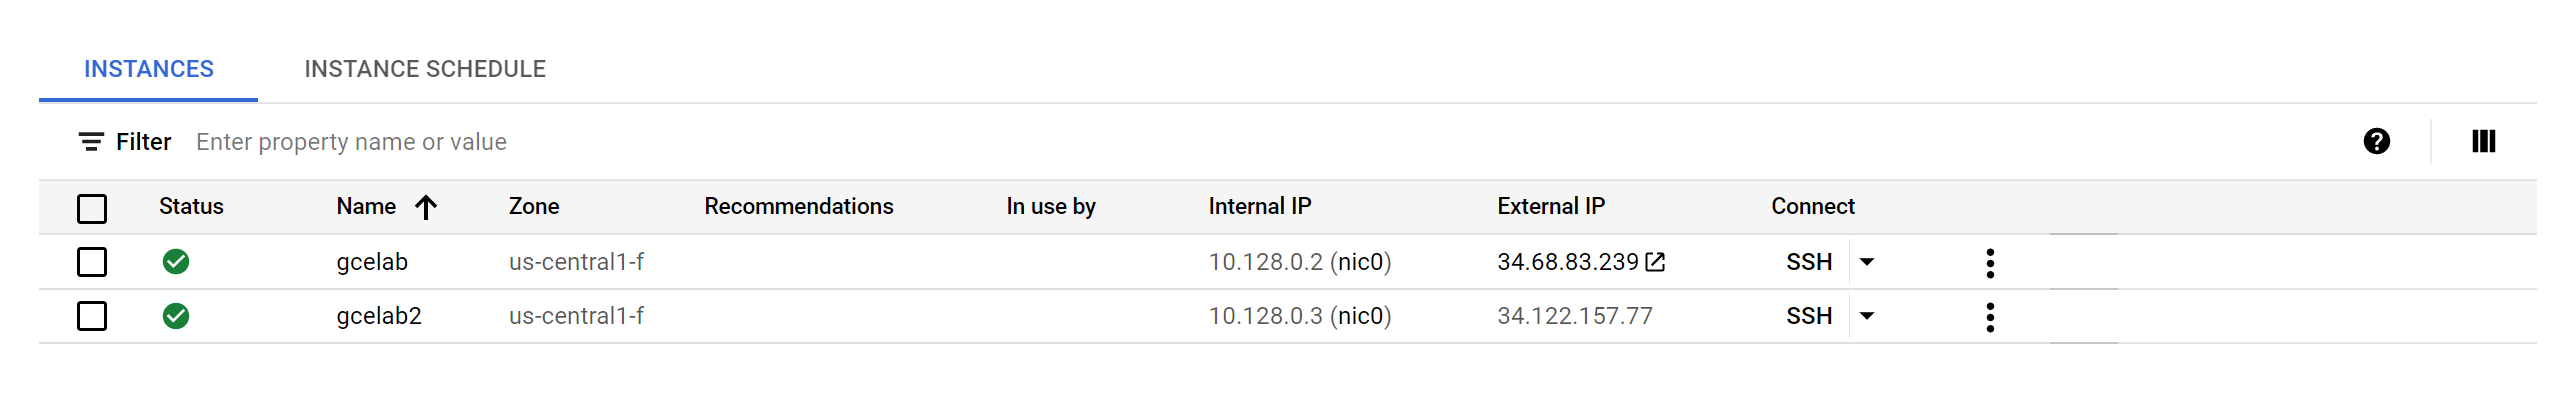 INSTANCES INSTANCE SCHEDULE
Filter Enter property name or value
Status Name Zone Recommendations In use by Internal IP External IP Connect
gcelab us-central1-f 10.128.0.2 (nic0) 34.68.83.239 SSH
gcelab2 us-central1-f 10.128.0.3 (nic0) 34.122.157.77 SSH